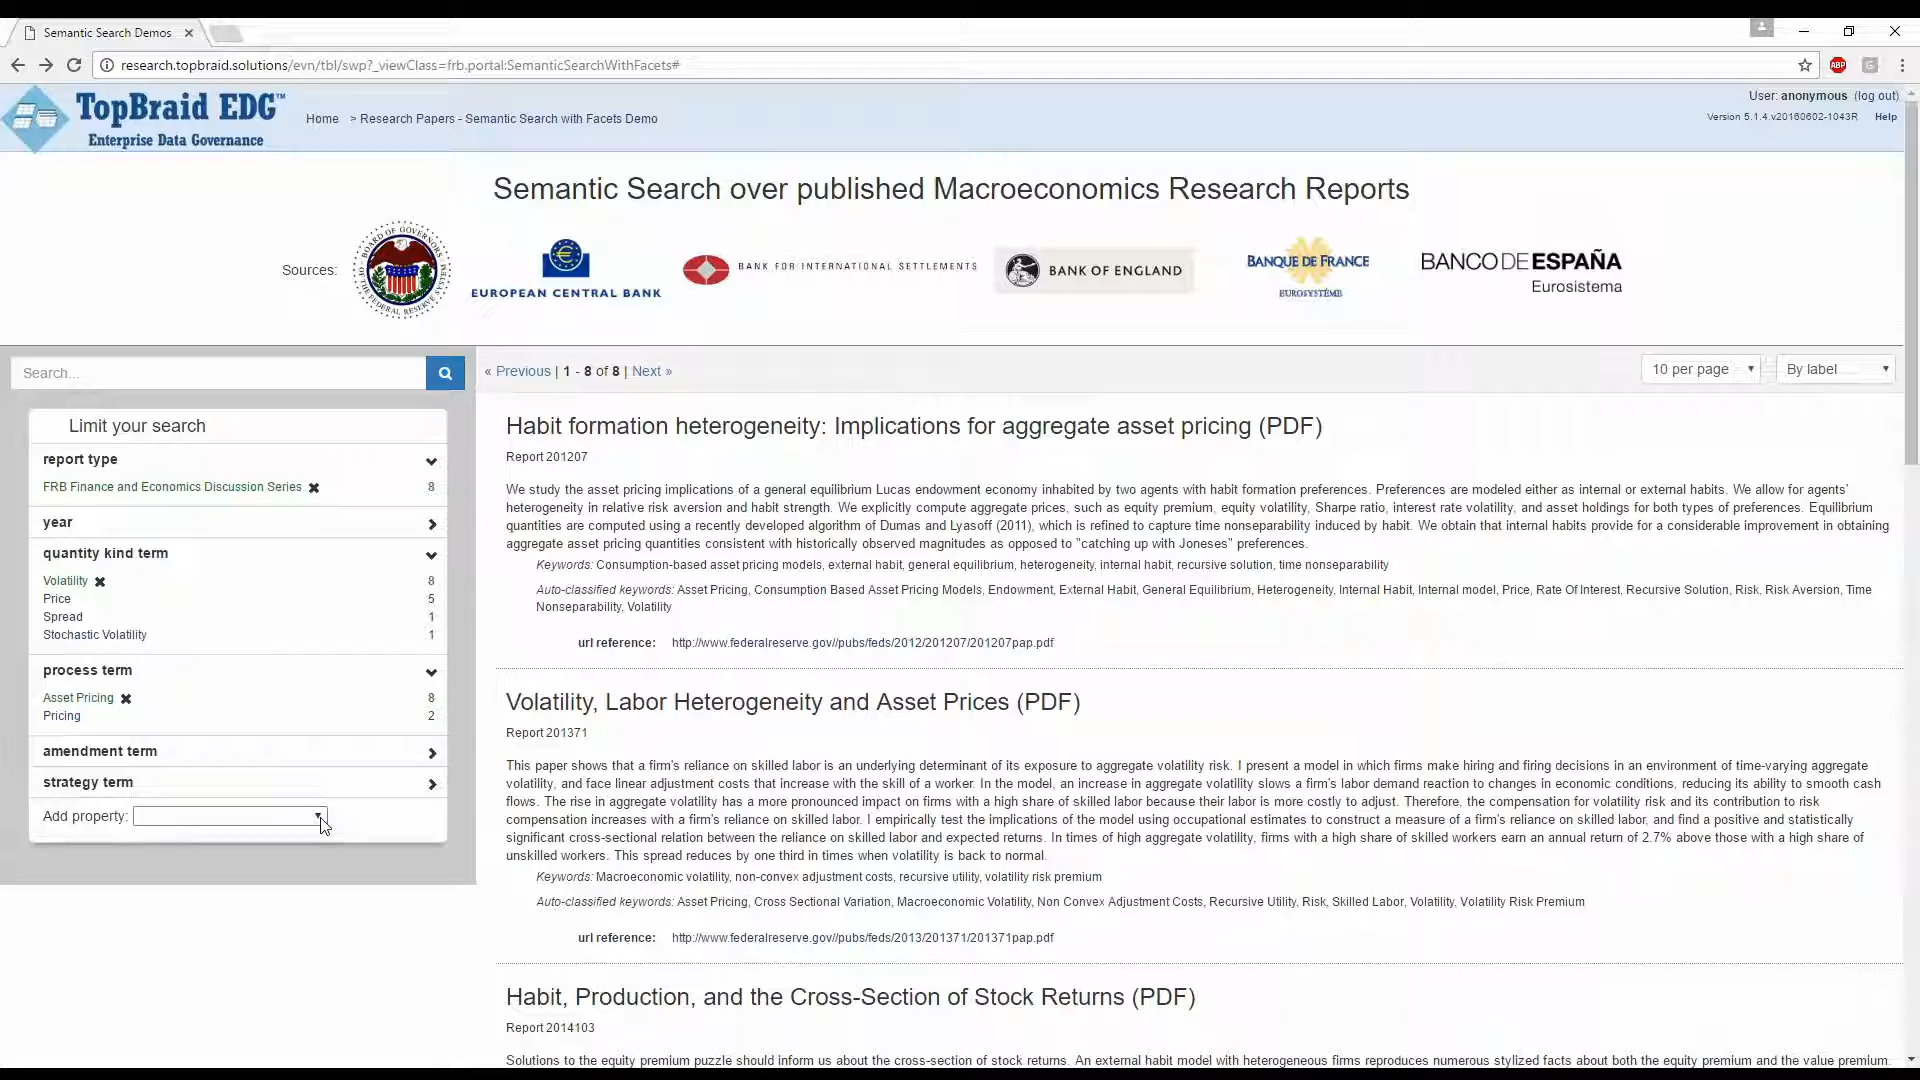 Semantic Search Demos
research.topbraid.solutions/evn/tbl/swp?_viewClass=frb.portal:SemanticSearchWithFacets#
ABP
G
TopBraid EDG™
Enterprise Data Governance
Home > Research Papers - Semantic Search with Facets Demo
User: anonymous (log out)
Version 5.1.4.v20160602-1043R Help
Semantic Search over published Macroeconomics Research Reports
Sources:
BOARD OF GOVERNORS
FEDERAL RESERVE SYSTEM
EUROPEAN CENTRAL BANK
BANK FOR INTERNATIONAL SETTLEMENTS
BANK OF ENGLAND
BANQUE DE FRANCE
EUROSYSTÈME
BANCO DE ESPAÑA
Eurosistema
Search...
« Previous | 1 - 8 of 8 | Next »
10 per page
By label
Limit your search
report type
FRB Finance and Economics Discussion Series 8
year
quantity kind term
Volatility 8
Price 5
Spread 1
Stochastic Volatility 1
process term
Asset Pricing 8
Pricing 2
amendment term
strategy term
Add property:
Habit formation heterogeneity: Implications for aggregate asset pricing (PDF)
Report 201207
We study the asset pricing implications of a general equilibrium Lucas endowment economy inhabited by two agents with habit formation preferences. Preferences are modeled either as internal or external habits. We allow for agents'
heterogeneity in relative risk aversion and habit strength. We explicitly compute aggregate prices, such as equity premium, equity volatility, Sharpe ratio, interest rate volatility, and asset holdings for both types of preferences. Equilibrium
quantities are computed using a recently developed algorithm of Dumas and Lyasoff (2011), which is refined to capture time nonseparability induced by habit. We obtain that internal habits provide for a considerable improvement in obtaining
aggregate asset pricing quantities consistent with historically observed magnitudes as opposed to "catching up with Joneses" preferences.
Keywords: Consumption-based asset pricing models, external habit, general equilibrium, heterogeneity, internal habit, recursive solution, time nonseparability
Auto-classified keywords: Asset Pricing, Consumption Based Asset Pricing Models, Endowment, External Habit, General Equilibrium, Heterogeneity, Internal Habit, Internal model, Price, Rate Of Interest, Recursive Solution, Risk, Risk Aversion, Time
Nonseparability, Volatility
url reference: http://www.federalreserve.gov//pubs/feds/2012/201207/201207pap.pdf
Volatility, Labor Heterogeneity and Asset Prices (PDF)
Report 201371
This paper shows that a firm's reliance on skilled labor is an underlying determinant of its exposure to aggregate volatility risk. I present a model in which firms make hiring and firing decisions in an environment of time-varying aggregate
volatility, and face linear adjustment costs that increase with the skill of a worker. In the model, an increase in aggregate volatility slows a firm's labor demand reaction to changes in economic conditions, reducing its ability to smooth cash
flows. The rise in aggregate volatility has a more pronounced impact on firms with a high share of skilled labor because their labor is more costly to adjust. Therefore, the compensation for volatility risk and its contribution to risk
compensation increases with a firm's reliance on skilled labor. I empirically test the implications of the model using occupational estimates to construct a measure of a firm's reliance on skilled labor, and find a positive and statistically
significant cross-sectional relation between the reliance on skilled labor and expected returns. In times of high aggregate volatility, firms with a high share of skilled workers earn an annual return of 2.7% above those with a high share of
unskilled workers. This spread reduces by one third in times when volatility is back to normal.
Keywords: Macroeconomic volatility, non-convex adjustment costs, recursive utility, volatility risk premium
Auto-classified keywords: Asset Pricing, Cross Sectional Variation, Macroeconomic Volatility, Non Convex Adjustment Costs, Recursive Utility, Risk, Skilled Labor, Volatility, Volatility Risk Premium
url reference: http://www.federalreserve.gov//pubs/feds/2013/201371/201371pap.pdf
Habit, Production, and the Cross-Section of Stock Returns (PDF)
Report 2014103
Solutions to the equity premium puzzle should inform us about the cross-section of stock returns. An external habit model with heterogeneous firms reproduces numerous stylized facts about both the equity premium and the value premium.